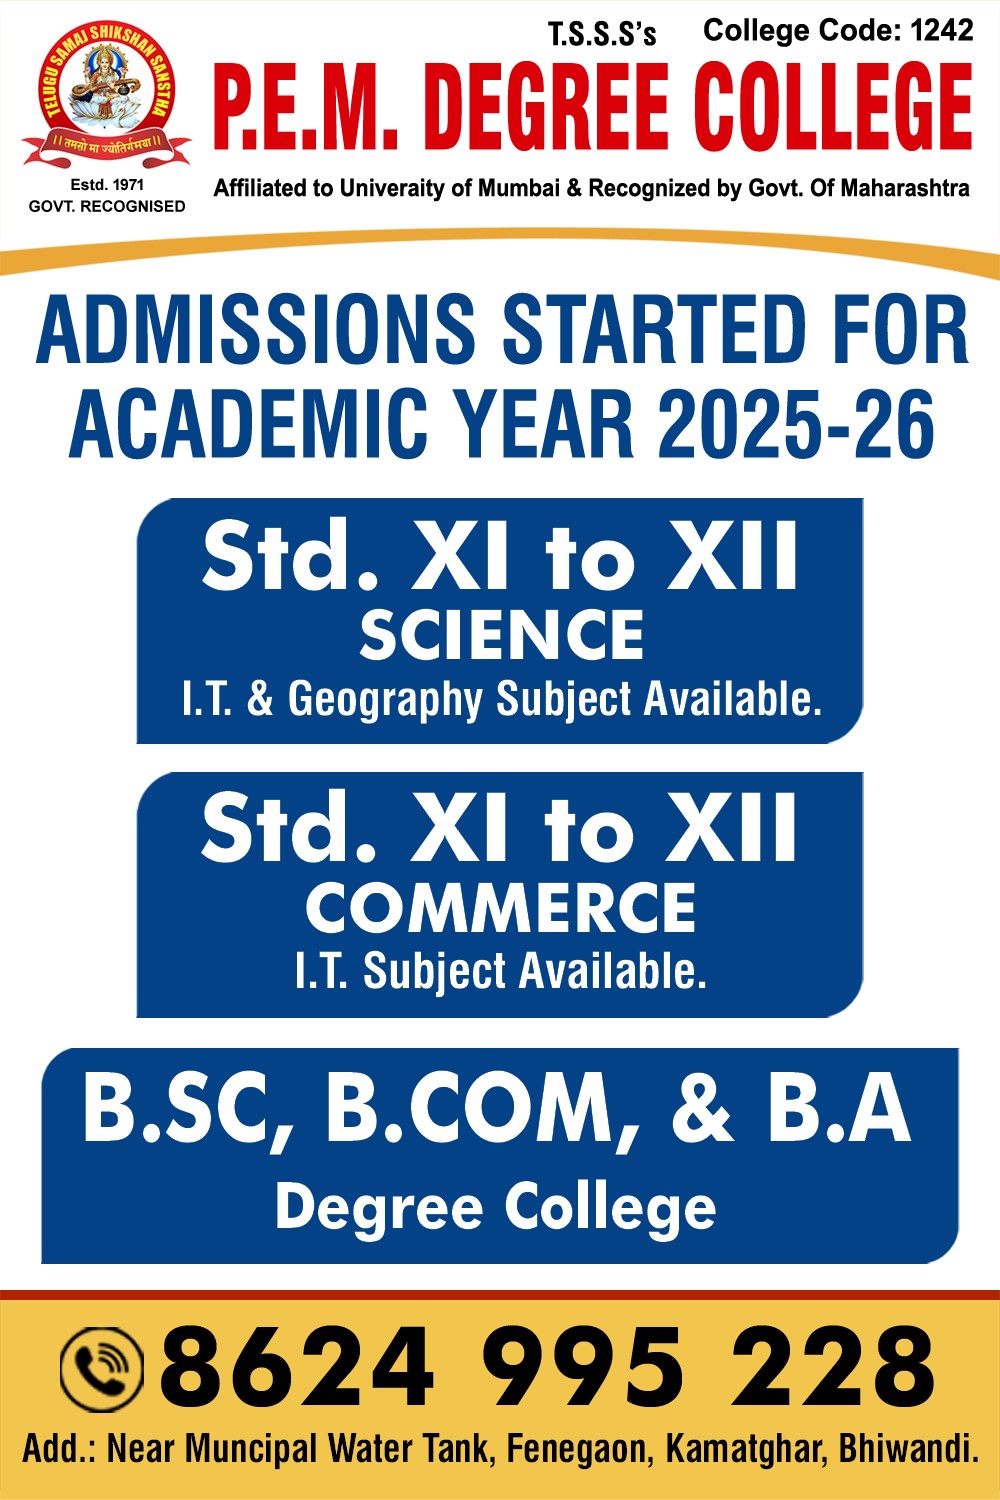 TELUGU SAMAJ SHIKSHAN SANSTHA
।। तमसो मा ज्योतिर्गमया ।।
Estd. 1971
GOVT. RECOGNISED
T.S.S.S's
College Code: 1242
P.E.M. DEGREE COLLEGE
Affiliated to Univeraity of Mumbai & Recognized by Govt. Of Maharashtra
ADMISSIONS STARTED FOR
ACADEMIC YEAR 2025-26
Std. XI to XII
SCIENCE
I.T. & Geography Subject Available.
Std. XI to XII
COMMERCE
I.T. Subject Available.
B.SC, B.COM, & B.A
Degree College
8624 995 228
Add.: Near Muncipal Water Tank, Fenegaon, Kamatghar, Bhiwandi.